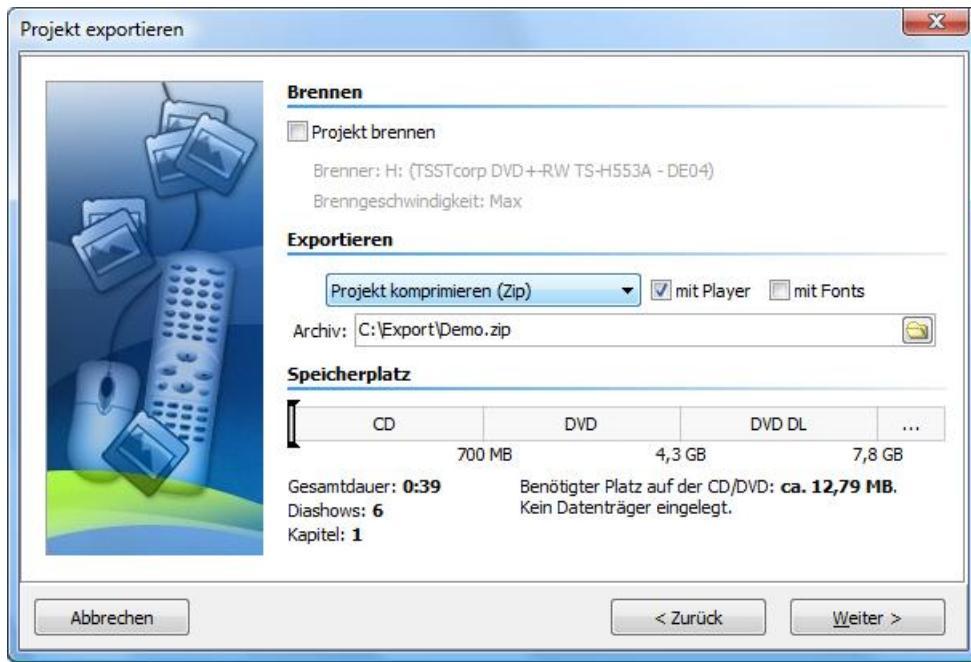 Projekt exportieren
Brennen
Projekt brennen
Brenner: H: (TSSTcorp DVD+-RW TS-H553A - DE04)
Brenngeschwindigkeit: Max
Exportieren
Projekt komprimieren (Zip) mit Player mit Fonts
Archiv: C:\Export\Demo.zip
Speicherplatz
CD DVD DVD DL ...
700 MB 4,3 GB 7,8 GB
Gesamtdauer: 0:39 Benötigter Platz auf der CD/DVD: ca. 12,79 MB.
Diashows: 6 Kein Datenträger eingelegt.
Kapitel: 1
Abbrechen < Zurück Weiter >